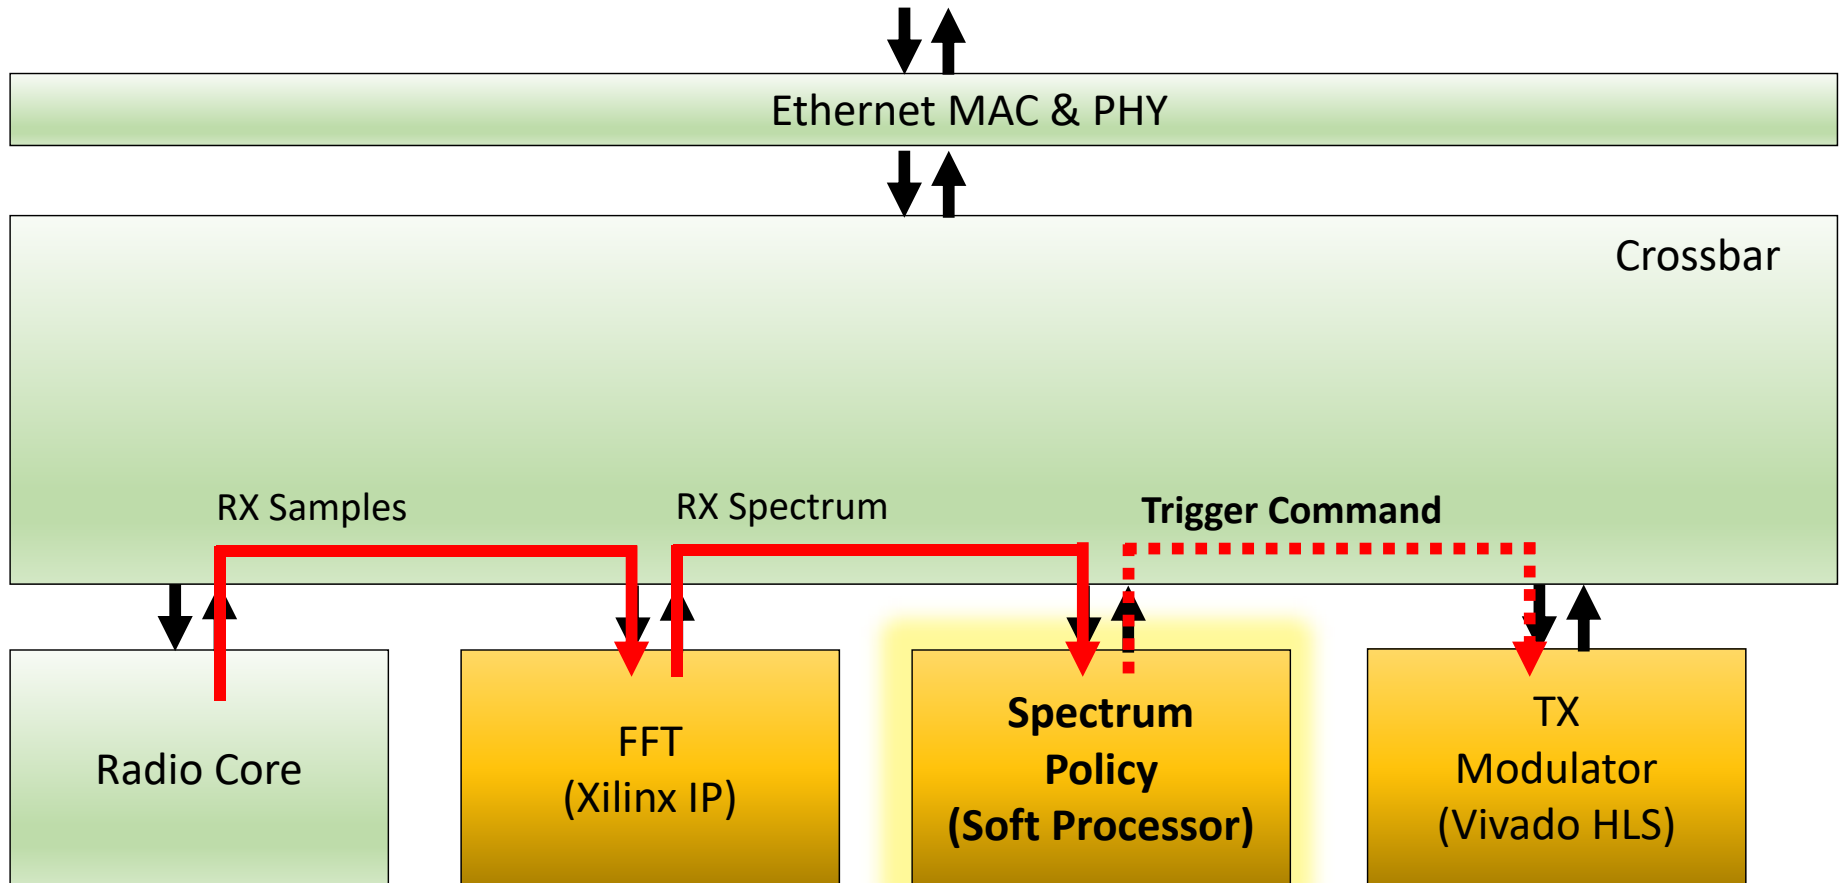 Ethernet MAC & PHY
Crossbar
RX Samples
RX Spectrum
Trigger Command
Radio Core
FFT
(Xilinx IP)
Spectrum
Policy
(Soft Processor)
TX
Modulator
(Vivado HLS)